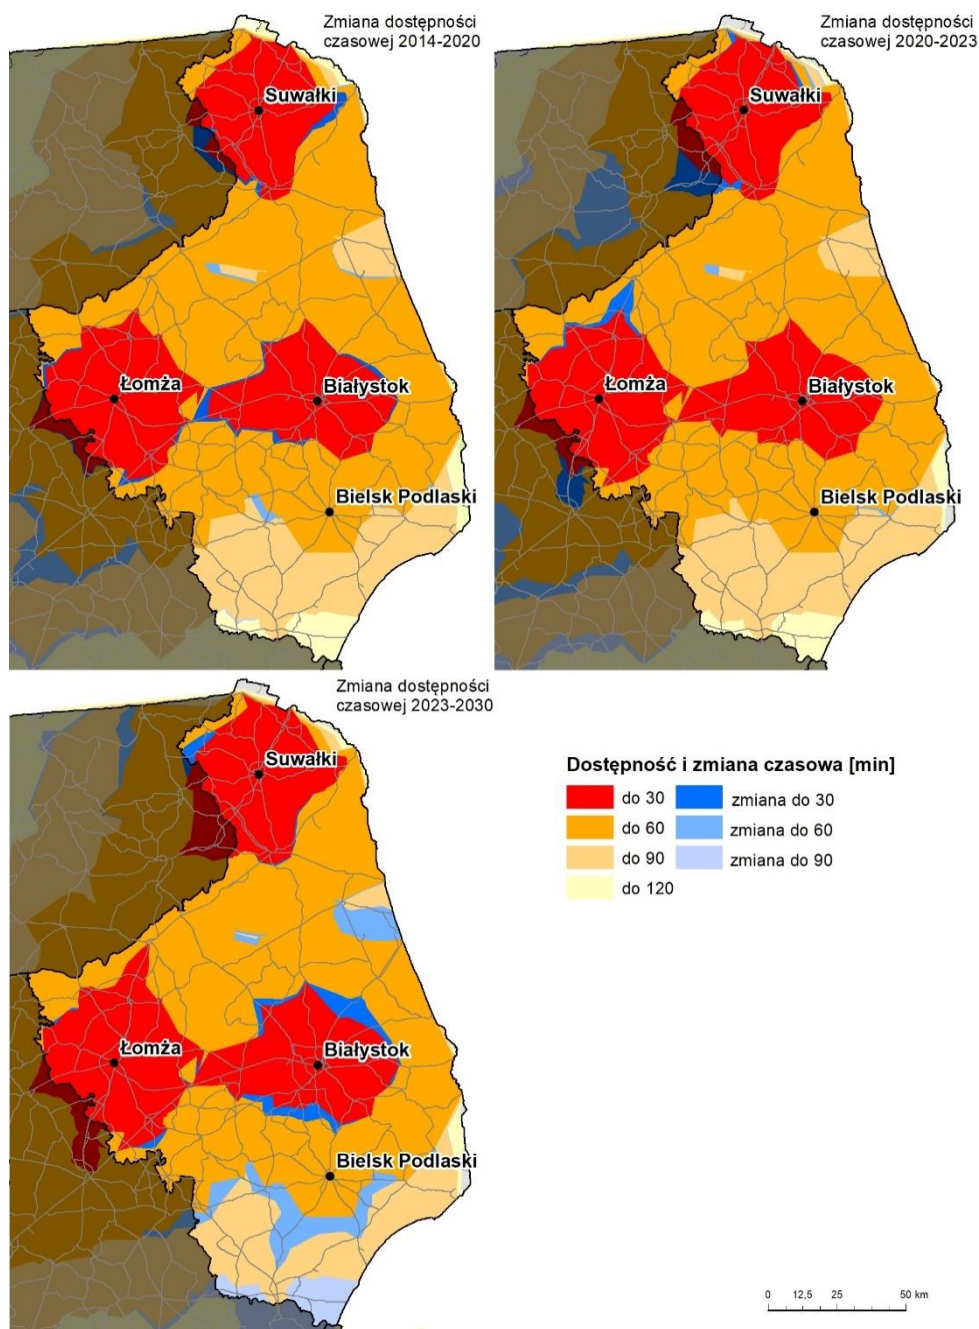 Zmiana dostępności
czasowej 2014-2020
Suwałki
Łomża
Białystok
Bielsk Podlaski
Zmiana dostępności
czasowej 2020-2023
Suwałki
Łomża
Białystok
Bielsk Podlaski
Zmiana dostępności
czasowej 2023-2030
Suwałki
Łomża
Białystok
Bielsk Podlaski
Dostępność i zmiana czasowa [min]
do 30 zmiana do 30
do 60 zmiana do 60
do 90 zmiana do 90
do 120
0 12,5 25 50 km